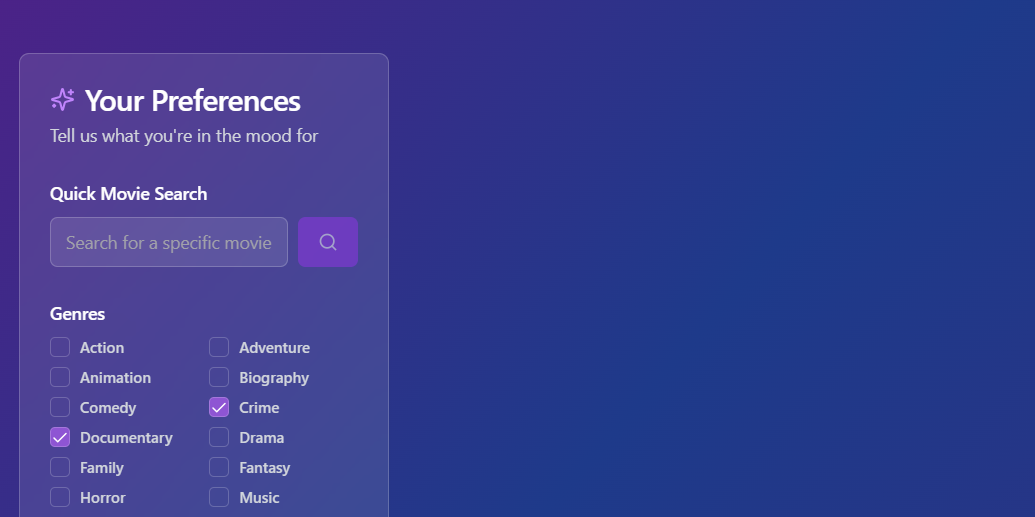 Your Preferences
Tell us what you're in the mood for
Quick Movie Search
Search for a specific movie
Genres
Action
Adventure
Animation
Biography
Comedy
Crime
Documentary
Drama
Family
Fantasy
Horror
Music